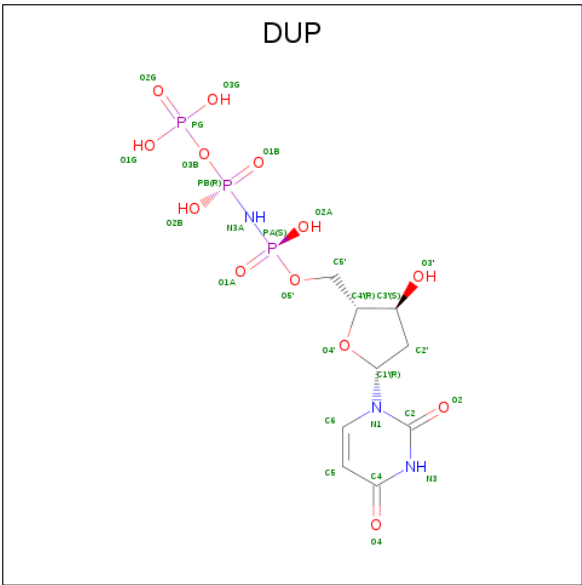 DUP
O2G
O3G
O
OH
P
PG
HO
O1G
O3B
O
O1B
O
PB(R)
P
HO
O2B
NH
N3A
O2A
OH
PA(S)
P
O
O1A
O
O5'
C5'
O3'
OH
C4'(R)
C3'(S)
O
O4'
C2'
C1'(R)
N
N1
C6
C2
O2
O
C5
C4
NH
N3
O
O4